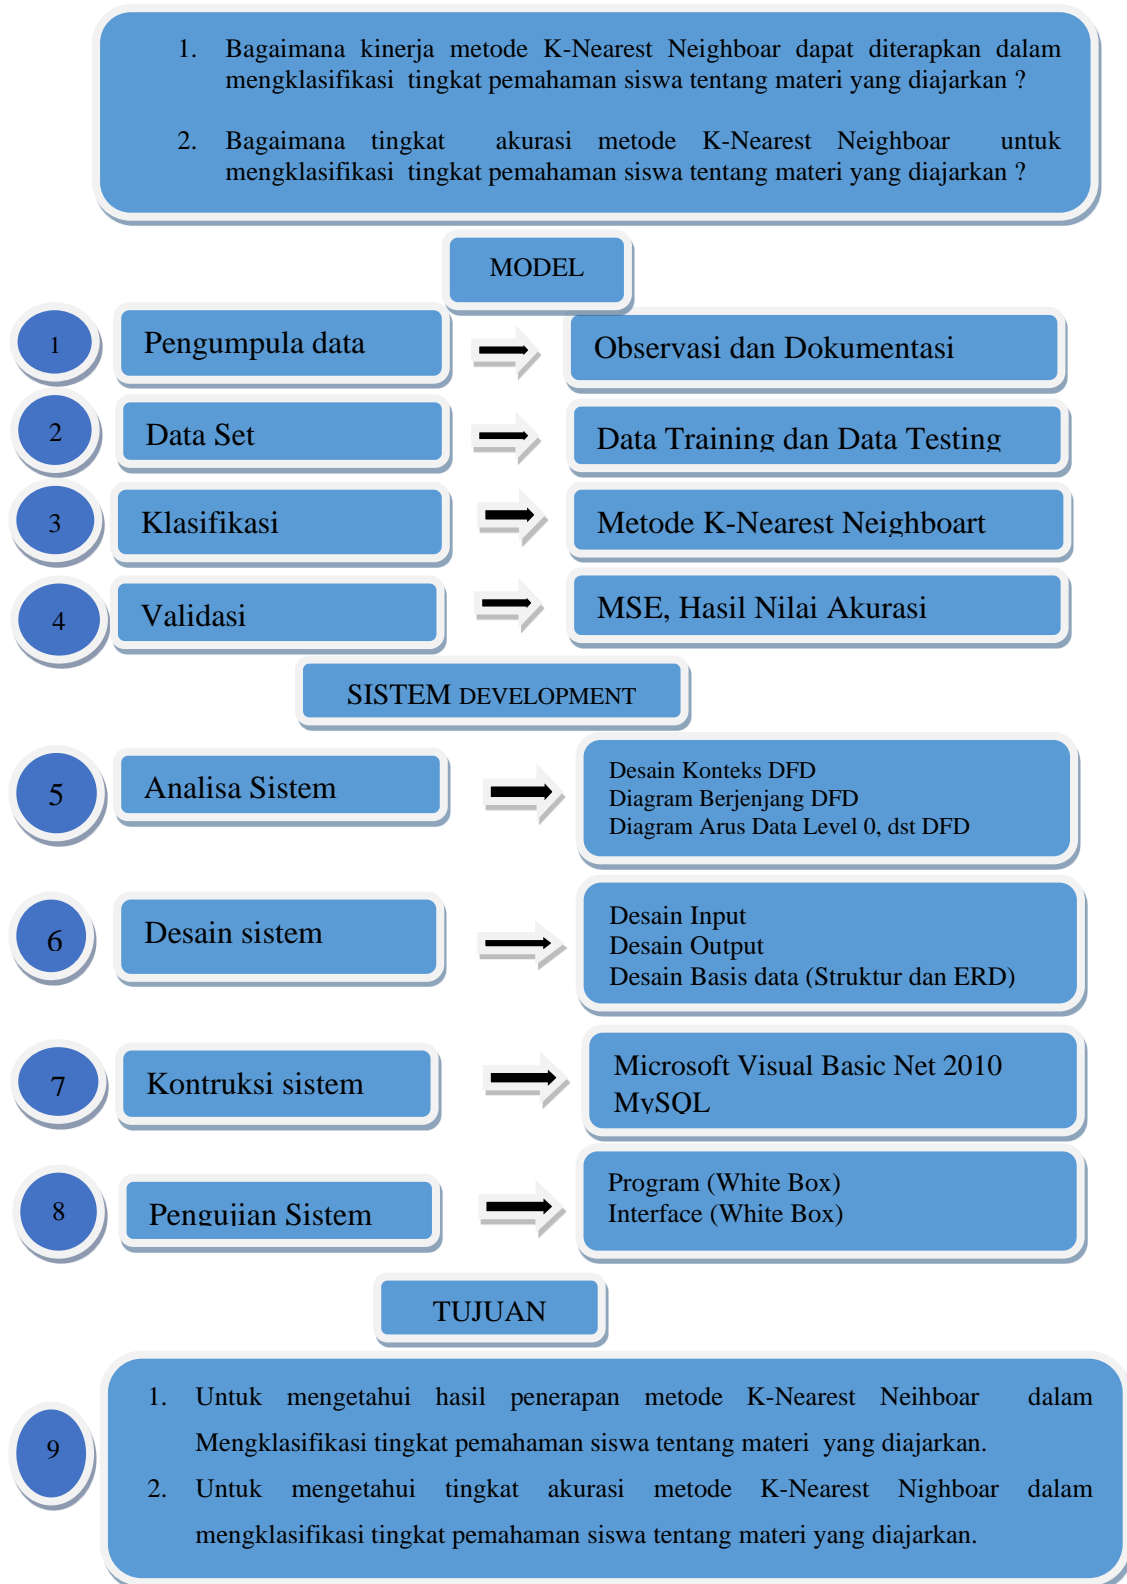 1. Bagaimana kinerja metode K-Nearest Neighboar dapat diterapkan dalam
mengklasifikasi tingkat pemahaman siswa tentang materi yang diajarkan ?
2. Bagaimana tingkat akurasi metode K-Nearest Neighboar untuk
mengklasifikasi tingkat pemahaman siswa tentang materi yang diajarkan ?
MODEL
1 Pengumpula data Observasi dan Dokumentasi
2 Data Set Data Training dan Data Testing
3 Klasifikasi Metode K-Nearest Neighboart
4 Validasi MSE, Hasil Nilai Akurasi
SISTEM DEVELOPMENT
5 Analisa Sistem
Desain Konteks DFD
Diagram Berjenjang DFD
Diagram Arus Data Level 0, dst DFD
6 Desain sistem
Desain Input
Desain Output
Desain Basis data (Struktur dan ERD)
7 Kontruksi sistem
Microsoft Visual Basic Net 2010
MySQL
8 Pengujian Sistem
Program (White Box)
Interface (White Box)
TUJUAN
9
1. Untuk mengetahui hasil penerapan metode K-Nearest Neihboar dalam
Mengklasifikasi tingkat pemahaman siswa tentang materi yang diajarkan.
2. Untuk mengetahui tingkat akurasi metode K-Nearest Nighboar dalam
mengklasifikasi tingkat pemahaman siswa tentang materi yang diajarkan.